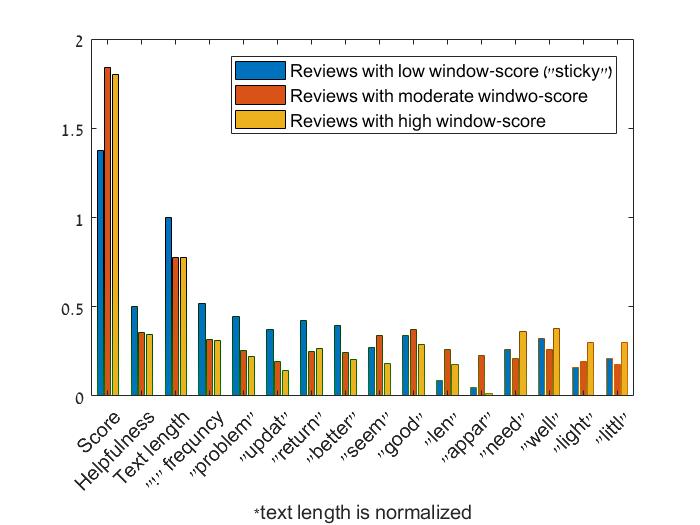 2
1.5
1
0.5
0
Reviews with low window-score (״sticky״)
Reviews with moderate windwo-score
Reviews with high window-score
Score
Helpfulness
Text length
״!״ frequncy
״problem״
״updat״
״return״
״better״
״seem״
״good״
״len״
״appar״
״need״
״well״
״light״
״littl״
*text length is normalized